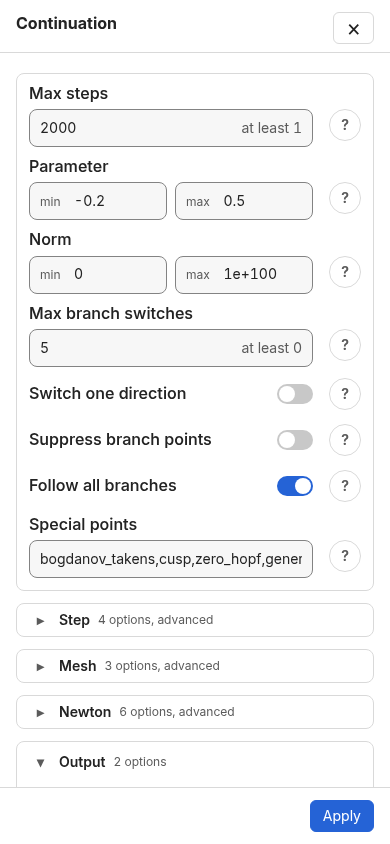 Continuation
×
Max steps
2000 at least 1 ?
Parameter
min -0.2 max 0.5 ?
Norm
min 0 max 1e+100 ?
Max branch switches
5 at least 0 ?
Switch one direction ?
Suppress branch points ?
Follow all branches ?
Special points
bogdanov_takens,cusp,zero_hopf,gener ?
▶ Step 4 options, advanced
▶ Mesh 3 options, advanced
▶ Newton 6 options, advanced
▼ Output 2 options
Apply